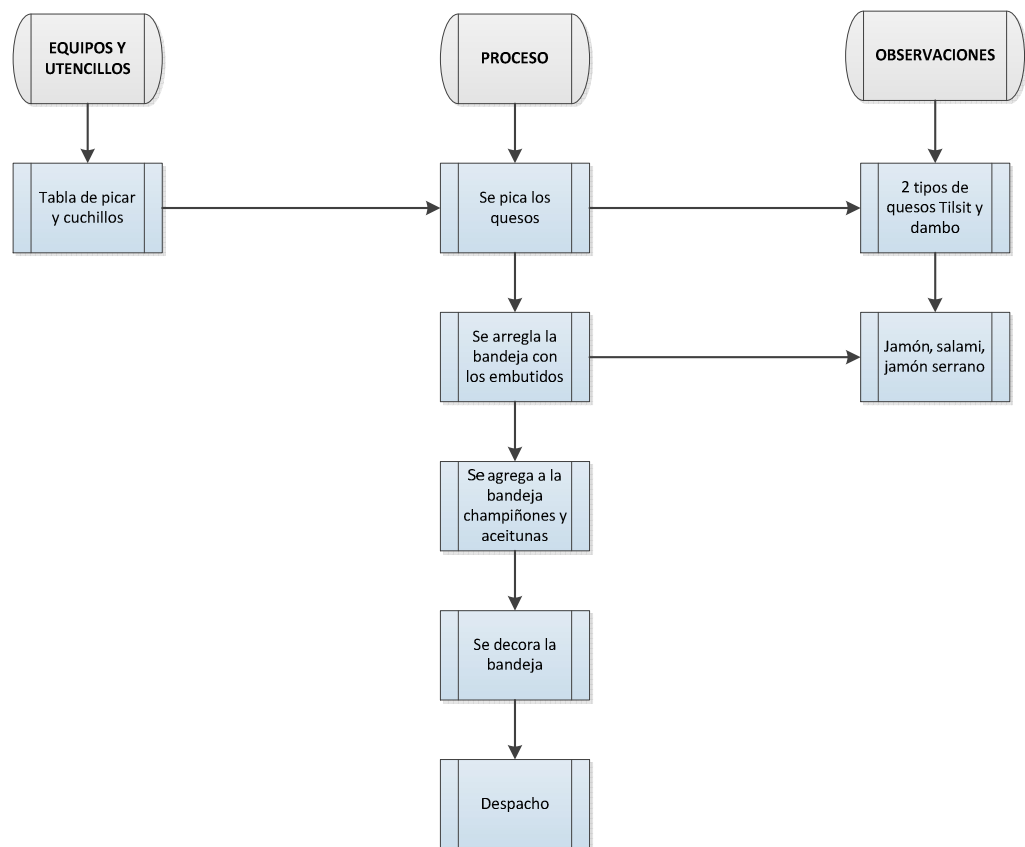 EQUIPOS Y
UTENCILLOS
PROCESO
OBSERVACIONES
Tabla de picar
y cuchillos
Se pica los
quesos
2 tipos de
quesos Tilsit y
dambo
Se arregla la
bandeja con
los embutidos
Jamón, salami,
jamón serrano
Se agrega a la
bandeja
champiñones y
aceitunas
Se decora la
bandeja
Despacho